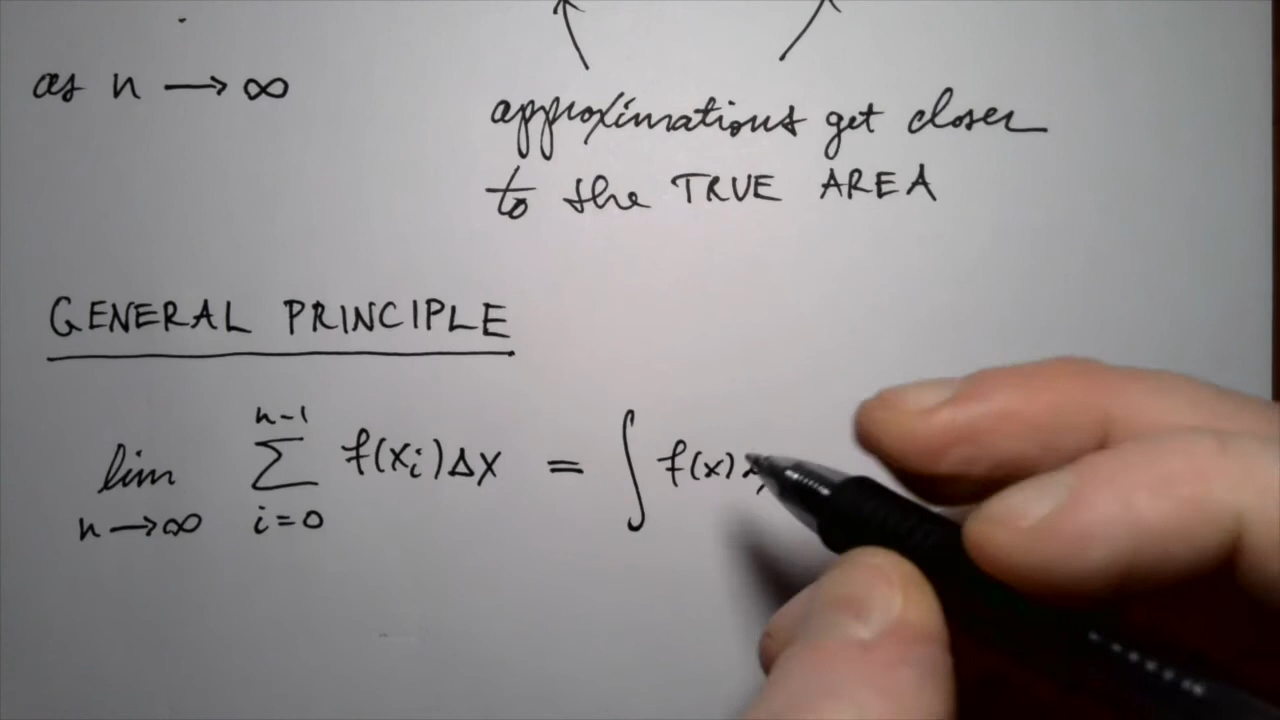 as n → ∞
approximations get closer
to the TRUE AREA
GENERAL PRINCIPLE
lim n→∞ ∑ i=0 n-1 f(xᵢ)Δx = ∫ f(x)